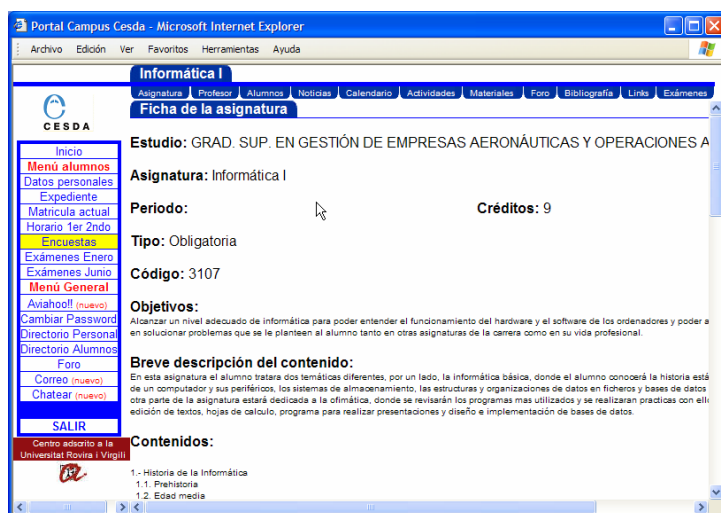 Portal Campus Cesda - Microsoft Internet Explorer
Archivo Edición Ver Favoritos Herramientas Ayuda
Informática I
Asignatura Profesor Alumnos Noticias Calendario Actividades Materiales Foro Bibliografía Links Exámenes
Ficha de la asignatura
CESDA
Inicio
Menú alumnos
Datos personales
Expediente
Matricula actual
Horario 1er 2ndo
Encuestas
Exámenes Enero
Exámenes Junio
Menú General
Aviahoo!! (nuevo)
Cambiar Password
Directorio Personal
Directorio Alumnos
Foro
Correo (nuevo)
Chatear (nuevo)
SALIR
Centro adscrito a la
Universitat Rovira i Virgili
Estudio: GRAD. SUP. EN GESTIÓN DE EMPRESAS AERONÁUTICAS Y OPERACIONES A
Asignatura: Informática I
Periodo: Créditos: 9
Tipo: Obligatoria
Código: 3107
Objetivos:
Alcanzar un nivel adecuado de informática para poder entender el funcionamiento del hardware y el software de los ordenadores y poder a
en solucionar problemas que se le planteen al alumno tanto en otras asignaturas de la carrera como en su vida profesional.
Breve descripción del contenido:
En esta asignatura el alumno tratara dos temáticas diferentes, por un lado, la informática básica, donde el alumno conocerá la historia está
de un computador y sus periféricos, los sistemas de almacenamiento, las estructuras y organizaciones de datos en ficheros y bases de datos
otra parte de la asignatura estará dedicada a la ofimática, donde se revisarán los programas mas utilizados y se realizaran practicas con ello
edición de textos, hojas de calculo, programa para realizar presentaciones y diseño e implementación de bases de datos.
Contenidos:
1.- Historia de la Informática
1.1. Prehistoria
1.2. Edad media